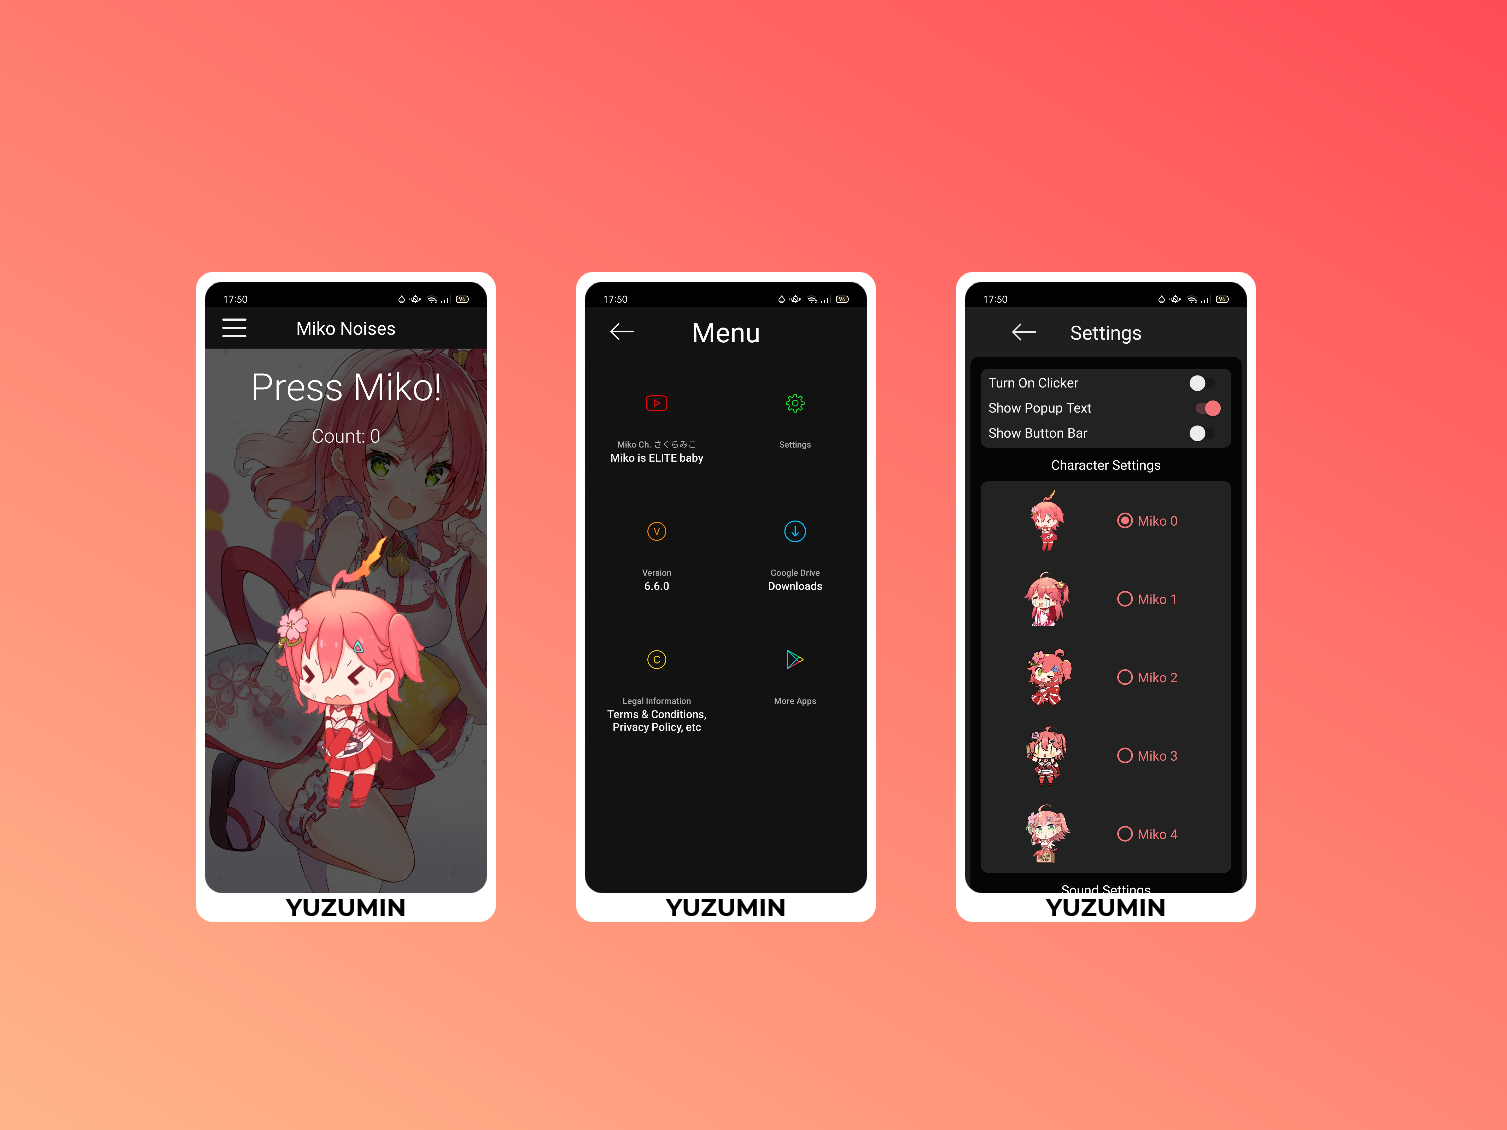 17:50
Miko Noises
Press Miko!
Count: 0
YUZUMIN
17:50
Menu
Miko Ch. さくらみこ
Miko is ELITE baby
Settings
V
Version
6.6.0
Google Drive
Downloads
C
Legal Information
Terms & Conditions,
Privacy Policy, etc
More Apps
YUZUMIN
17:50
Settings
Turn On Clicker
Show Popup Text
Show Button Bar
Character Settings
Miko 0
Miko 1
Miko 2
Miko 3
Miko 4
Sound Settings
YUZUMIN